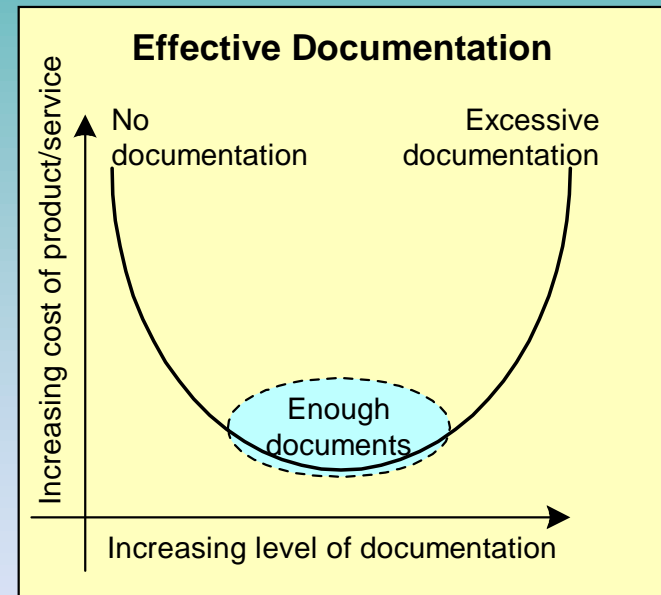 Effective Documentation
Increasing cost of product/service
No
documentation
Excessive
documentation
Enough
documents
Increasing level of documentation